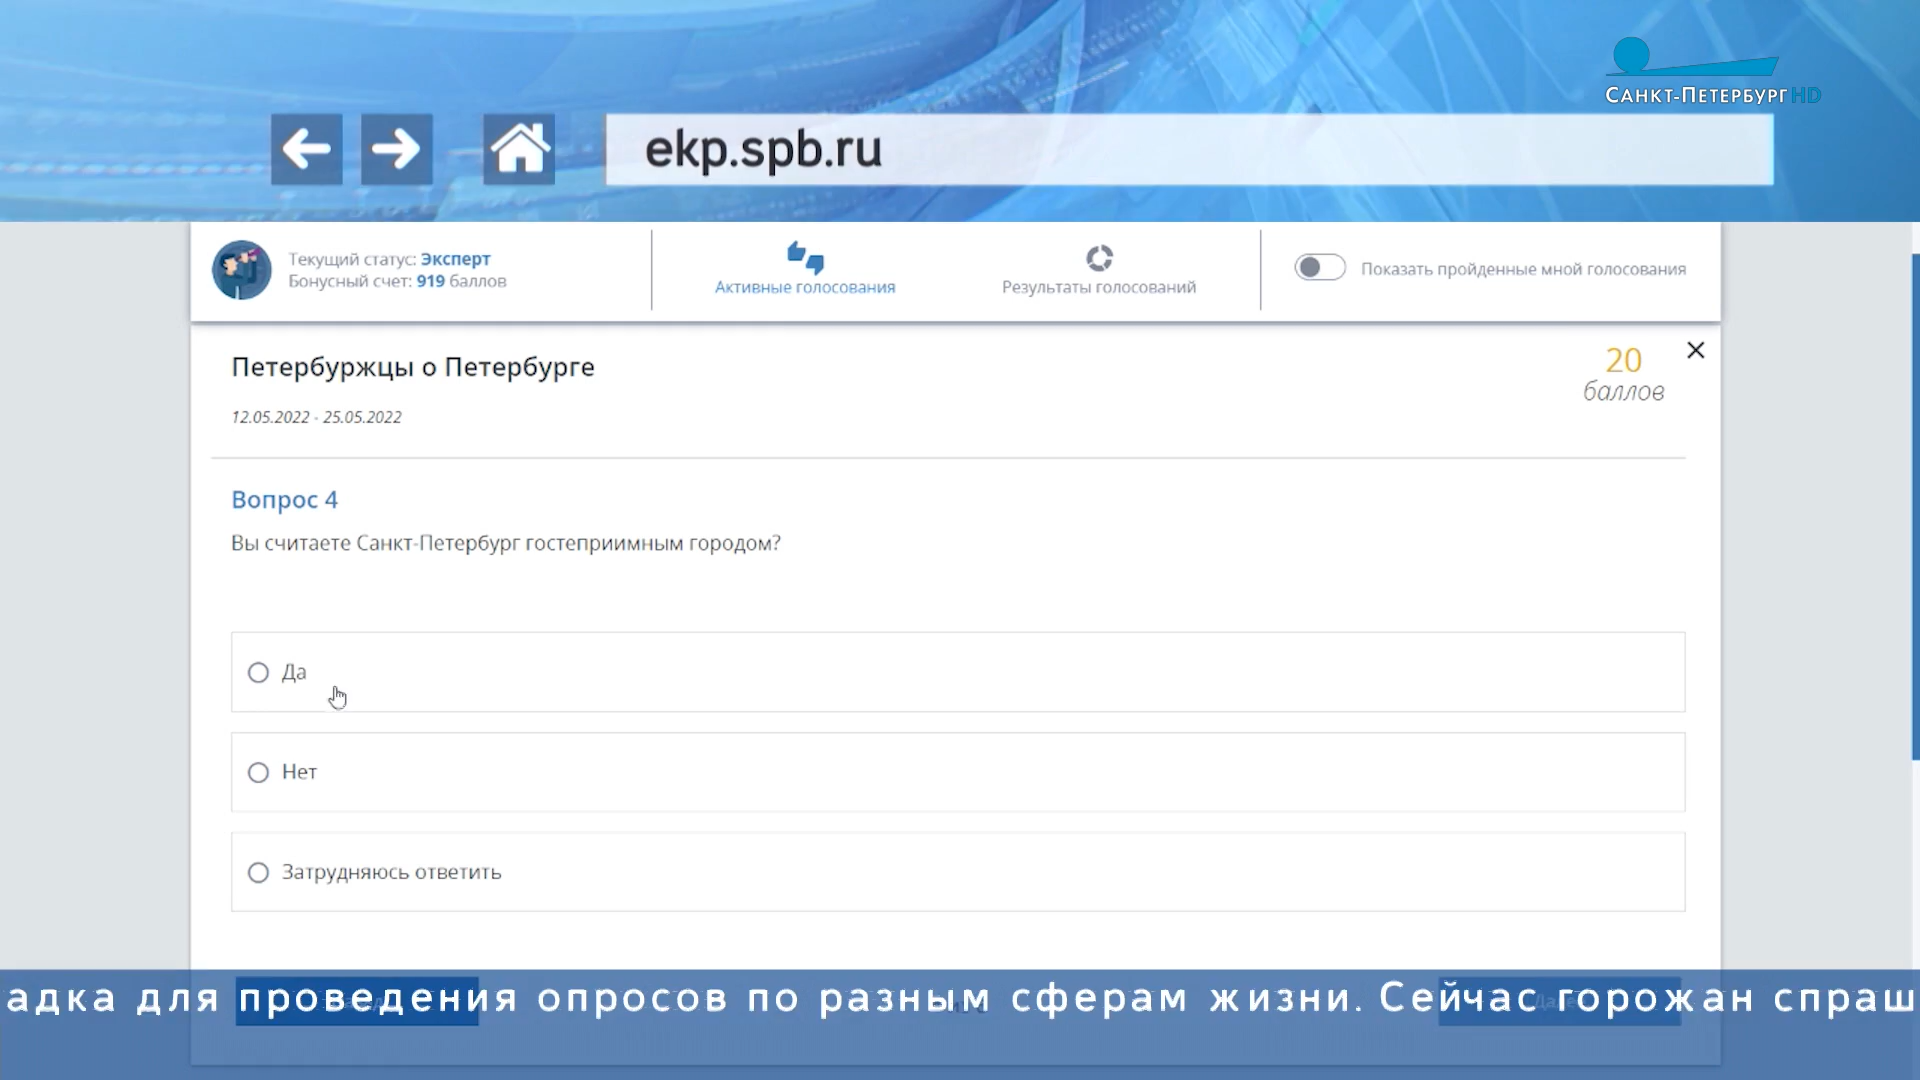 САНКТ-ПЕТЕРБУРГ HD
ekp.spb.ru
Текущий статус: Эксперт
Бонусный счет: 919 баллов
Активные голосования
Результаты голосований
Показать пройденные мной голосования
Петербуржцы о Петербурге
20
баллов
12.05.2022 - 25.05.2022
Вопрос 4
Вы считаете Санкт-Петербург гостеприимным городом?
Да
Нет
Затрудняюсь ответить
адка для проведения опросов по разным сферам жизни. Сейчас горожан спраш